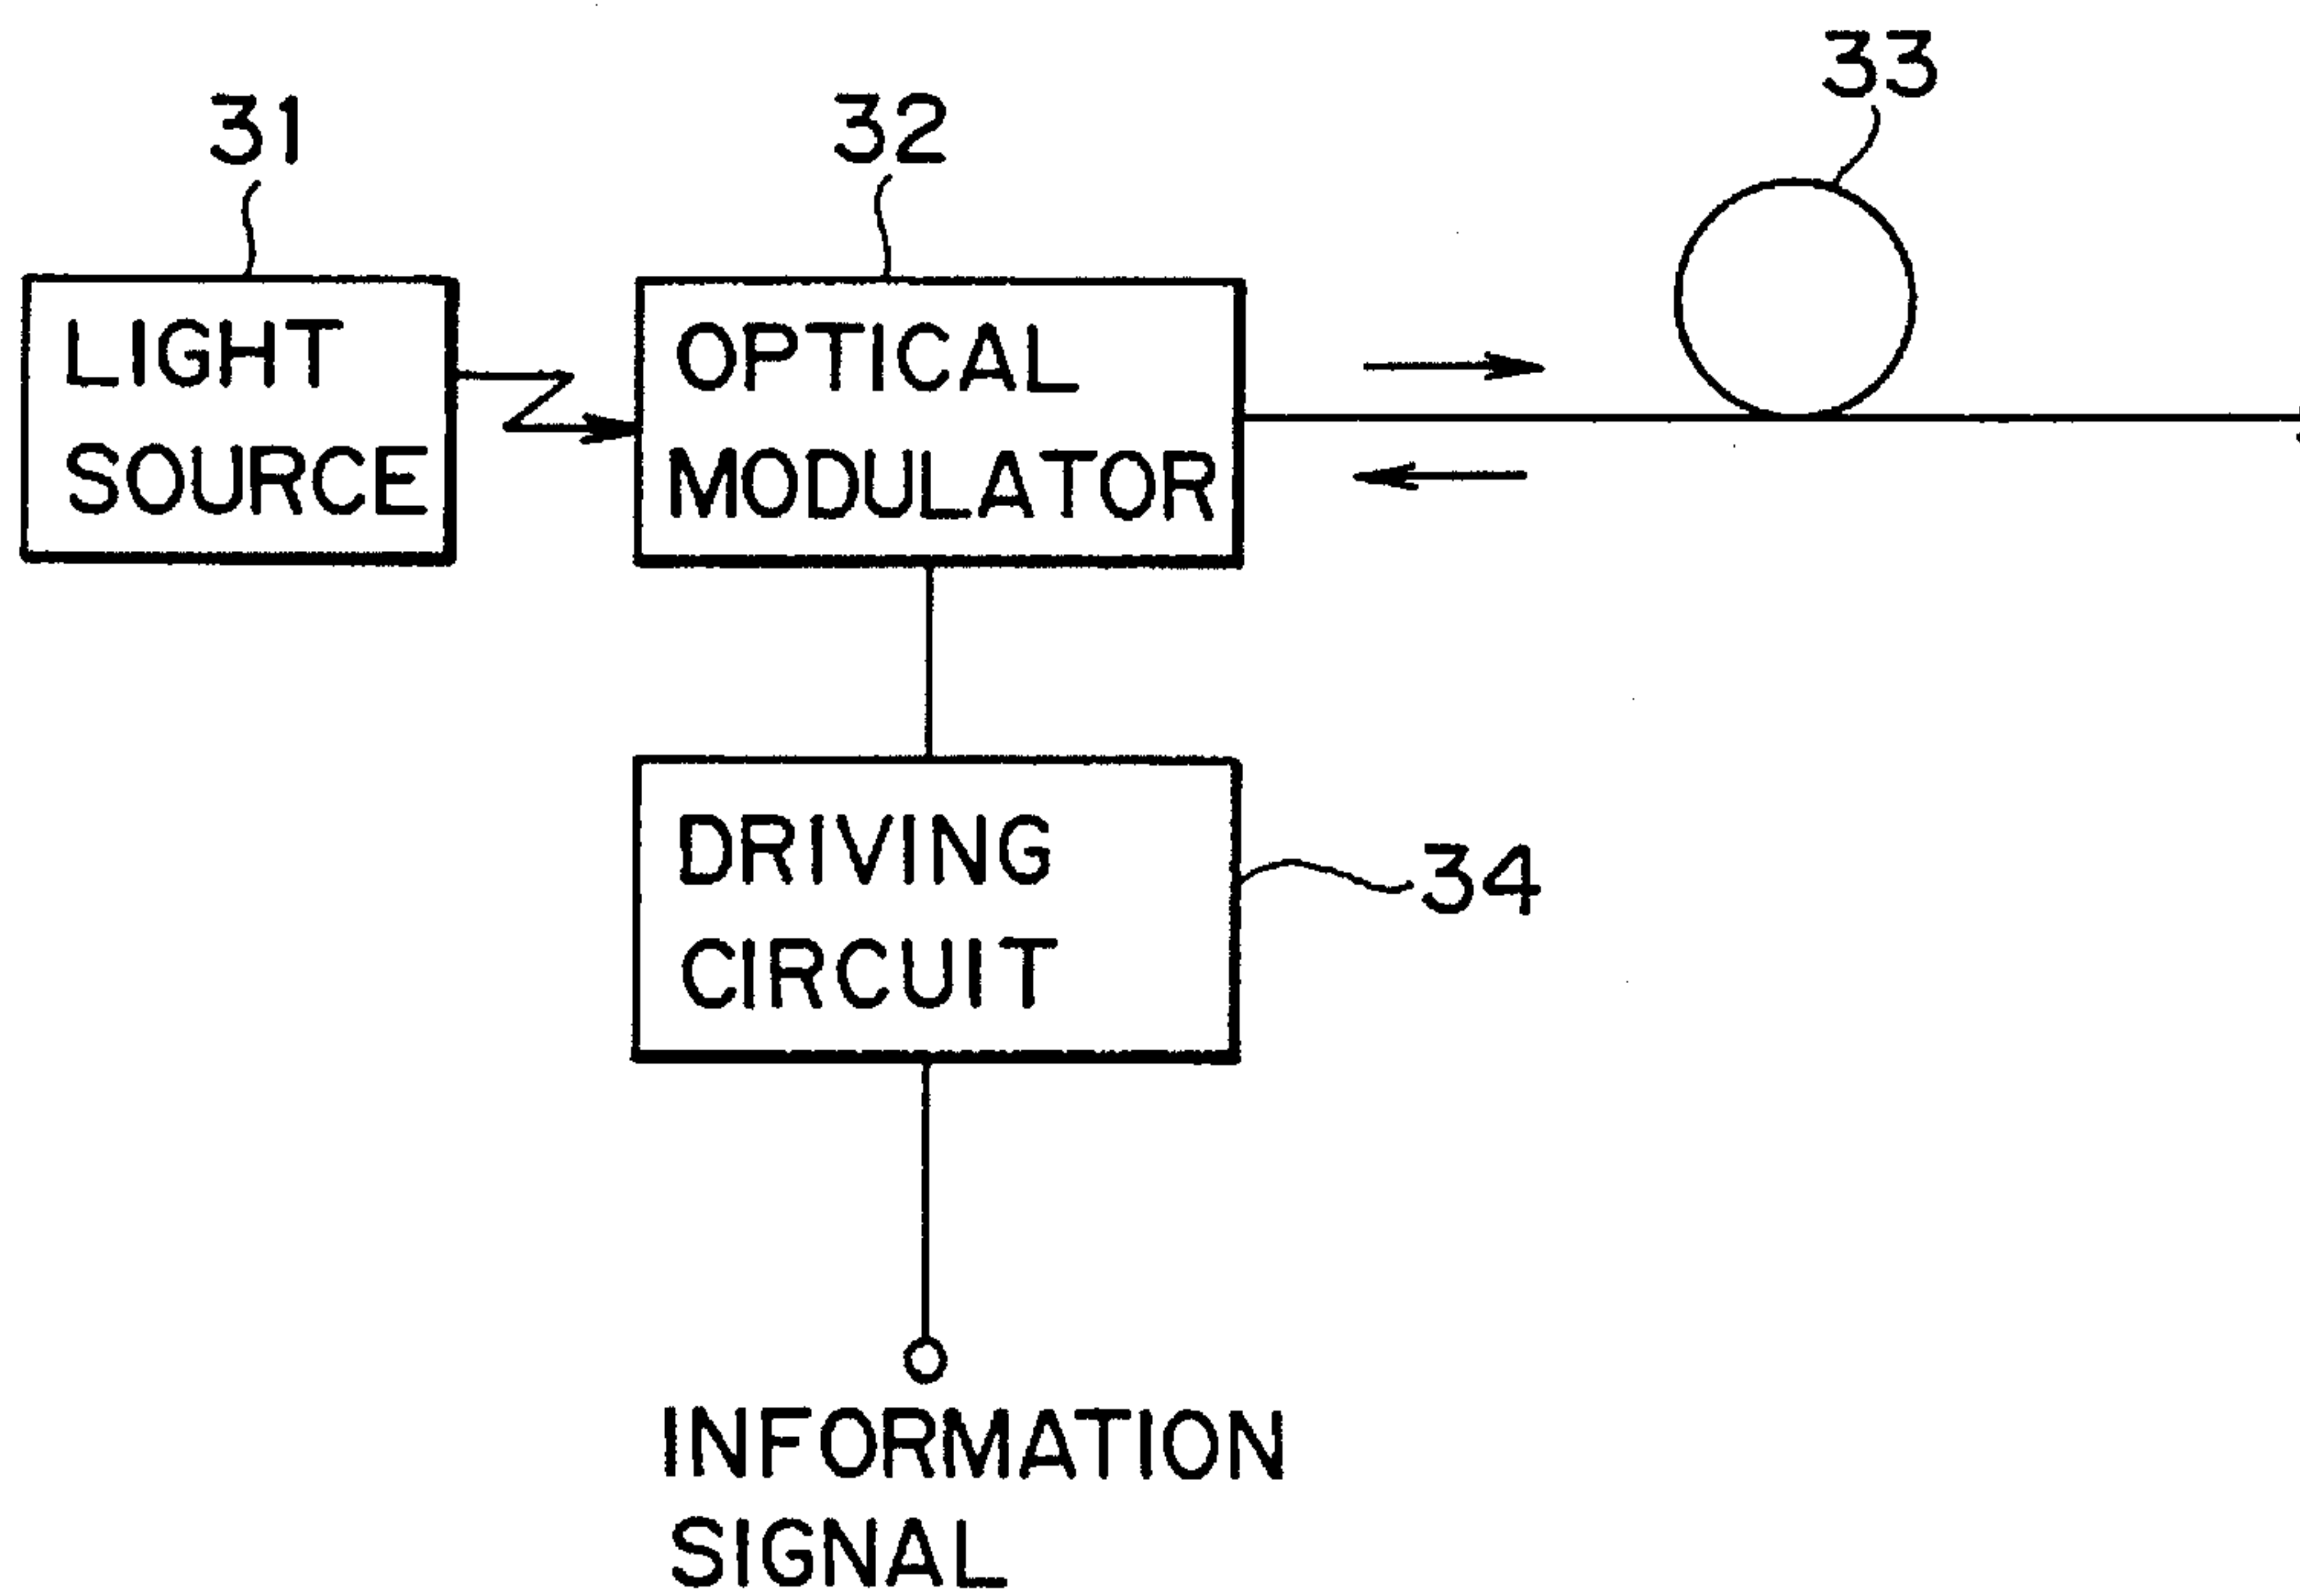 33
31
32
LIGHT
SOURCE
OPTICAL
MODULATOR
DRIVING
CIRCUIT
34
INFORMATION
SIGNAL